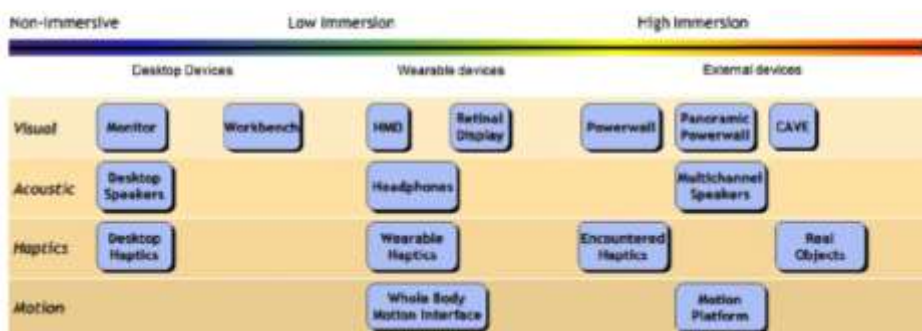 Non-Immersive Low Immersion High Immersion
Desktop Devices Wearable devices External devices
Visual Monitor Workbench HMD Retinal Display Powerwall Panoramic Powerwall CAVE
Acoustic Desktop Speakers Headphones Multichannel Speakers
Haptics Desktop Haptics Wearable Haptics Encountered Haptics Real Objects
Motion Whole Body Motion Interface Motion Platform